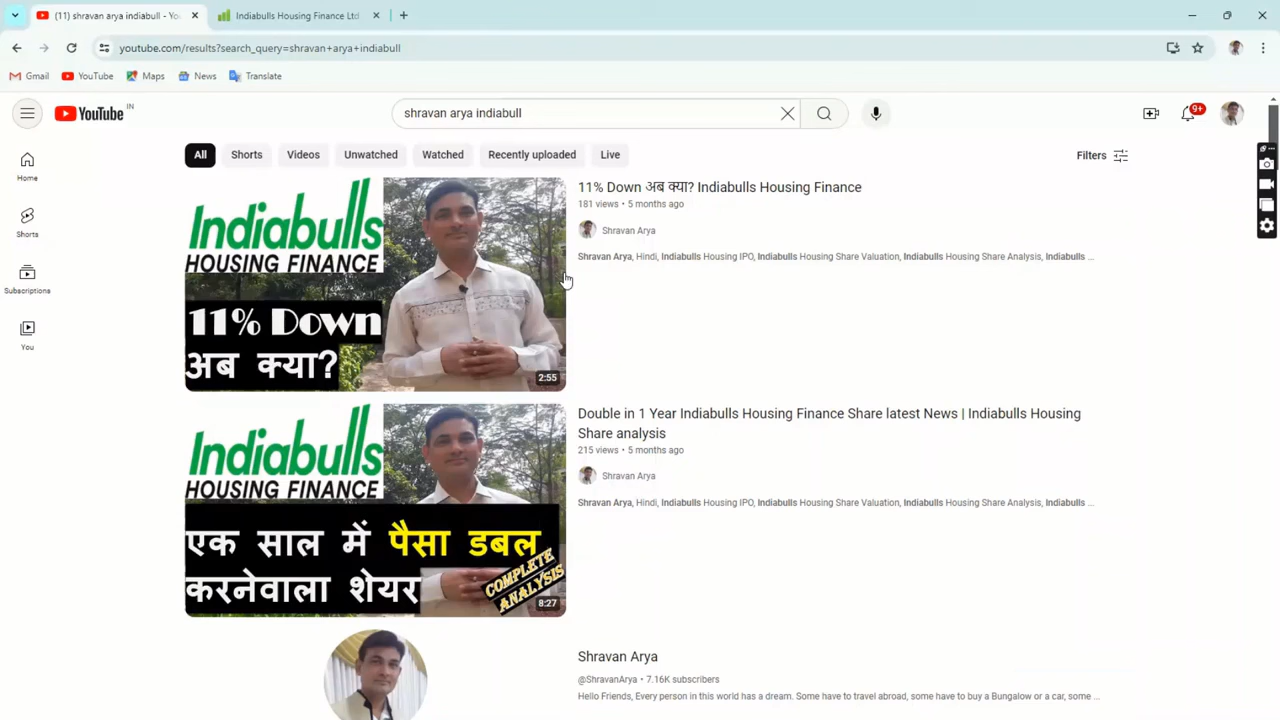 (11) shravan arya indiabull - Yo
Indiabulls Housing Finance Ltd
youtube.com/results?search_query=shravan+arya+indiabull
Gmail
YouTube
Maps
News
Translate
YouTube IN
shravan arya indiabull
9+
All
Shorts
Videos
Unwatched
Watched
Recently uploaded
Live
Filters
Home
Shorts
Subscriptions
You
Indiabulls
HOUSING FINANCE
11% Down
अब क्या?
2:55
11% Down अब क्या? Indiabulls Housing Finance
181 views • 5 months ago
Shravan Arya
Shravan Arya, Hindi, Indiabulls Housing IPO, Indiabulls Housing Share Valuation, Indiabulls Housing Share Analysis, Indiabulls ...
Indiabulls
HOUSING FINANCE
एक साल में पैसा डबल
करनेवाला शेयर
COMPLETE
ANALYSIS
8:27
Double in 1 Year Indiabulls Housing Finance Share latest News | Indiabulls Housing
Share analysis
215 views • 5 months ago
Shravan Arya
Shravan Arya, Hindi, Indiabulls Housing IPO, Indiabulls Housing Share Valuation, Indiabulls Housing Share Analysis, Indiabulls ...
Shravan Arya
@ShravanArya • 7.16K subscribers
Hello Friends, Every person in this world has a dream. Some have to travel abroad, some have to buy a Bungalow or a car, some ...